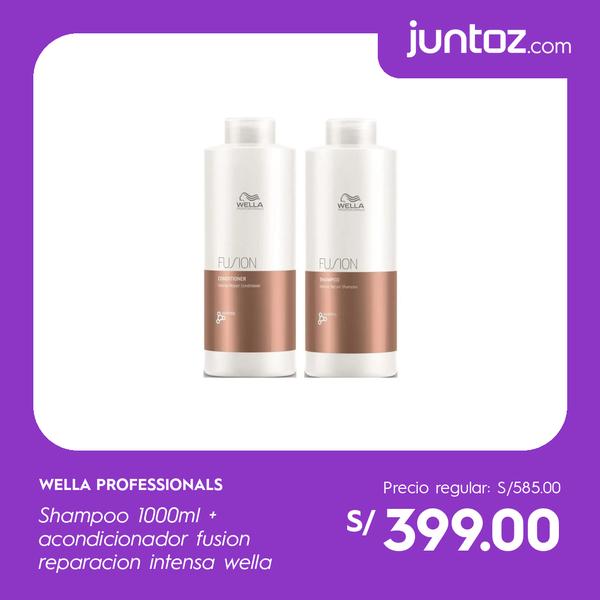 juntoz.com
WELLA
WELLA
FUSION
CONDITIONER
FUSION
SHAMPOO
WELLA PROFESSIONALS
Shampoo 1000ml +
acondicionador fusion
reparacion intensa wella
Precio regular: S/585.00
S/ 399.00